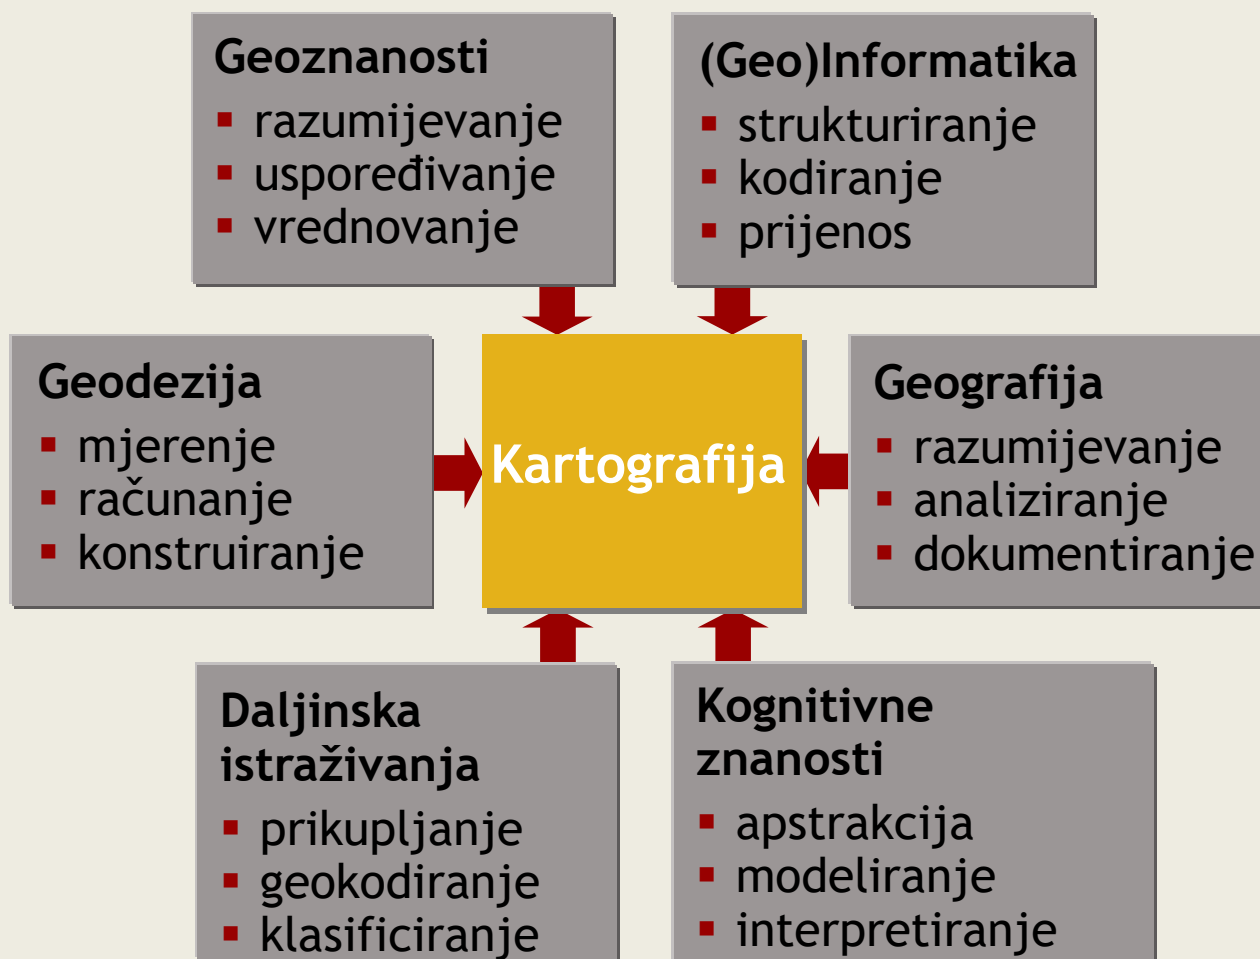 Geoznanosti
▪ razumijevanje
▪ uspoređivanje
▪ vrednovanje
(Geo)Informatika
▪ strukturiranje
▪ kodiranje
▪ prijenos
Geodezija
▪ mjerenje
▪ računanje
▪ konstruiranje
Kartografija
Geografija
▪ razumijevanje
▪ analiziranje
▪ dokumentiranje
Daljinska
istraživanja
▪ prikupljanje
▪ geokodiranje
▪ klasificiranje
Kognitivne
znanosti
▪ apstrakcija
▪ modeliranje
▪ interpretiranje